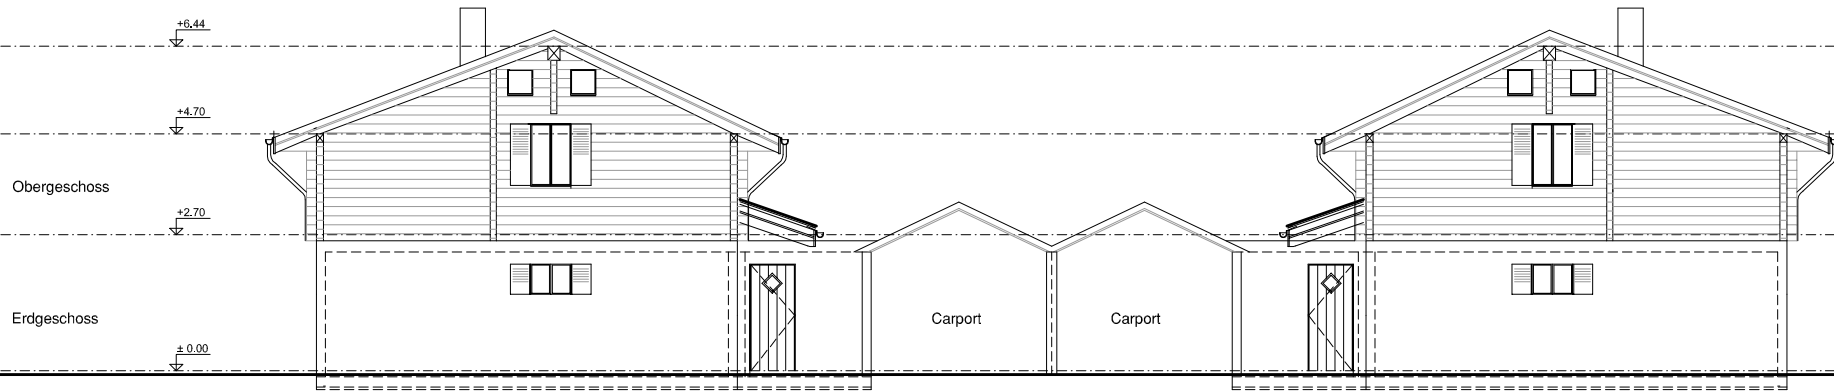 +6.44
+4.70
Obergeschoss
+2.70
Erdgeschoss
Carport
Carport
± 0.00